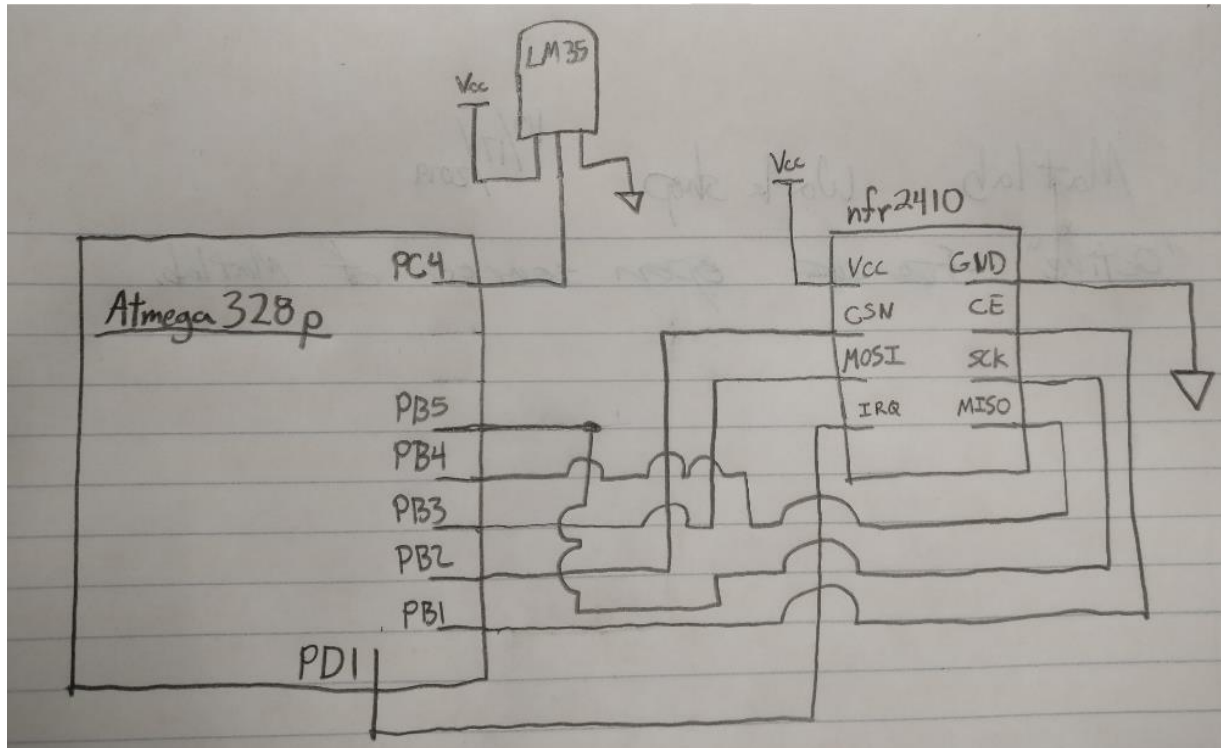 LM35
Vcc
Vcc
nfr2410
PC4
Vcc
GND
Atmega 328p
CSN
CE
MOSI
SCK
PB5
IRQ
MISO
PB4
PB3
PB2
PB1
PD1